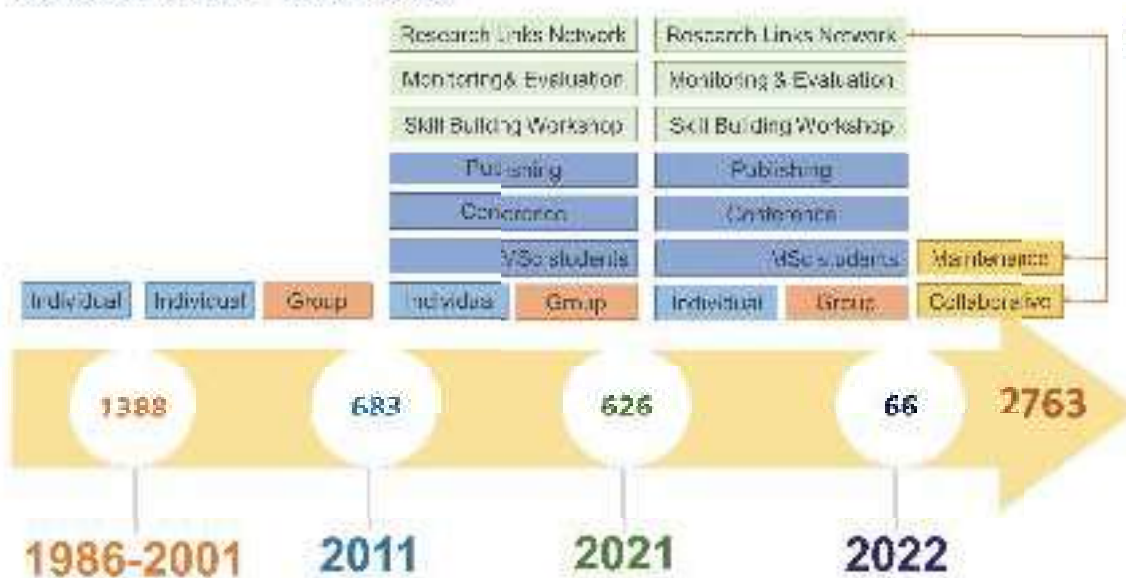 Research Links Network Research Links Network
Monitoring & Evaluation Monitoring & Evaluation
Skill Building Workshop Skill Building Workshop
Publishing Publishing
Conference Conference
MSc students MSc students Maintenance
Individual Individual Group Individual Group Individual Group Collaborative
1388 683 626 66 2763
1986-2001 2011 2021 2022